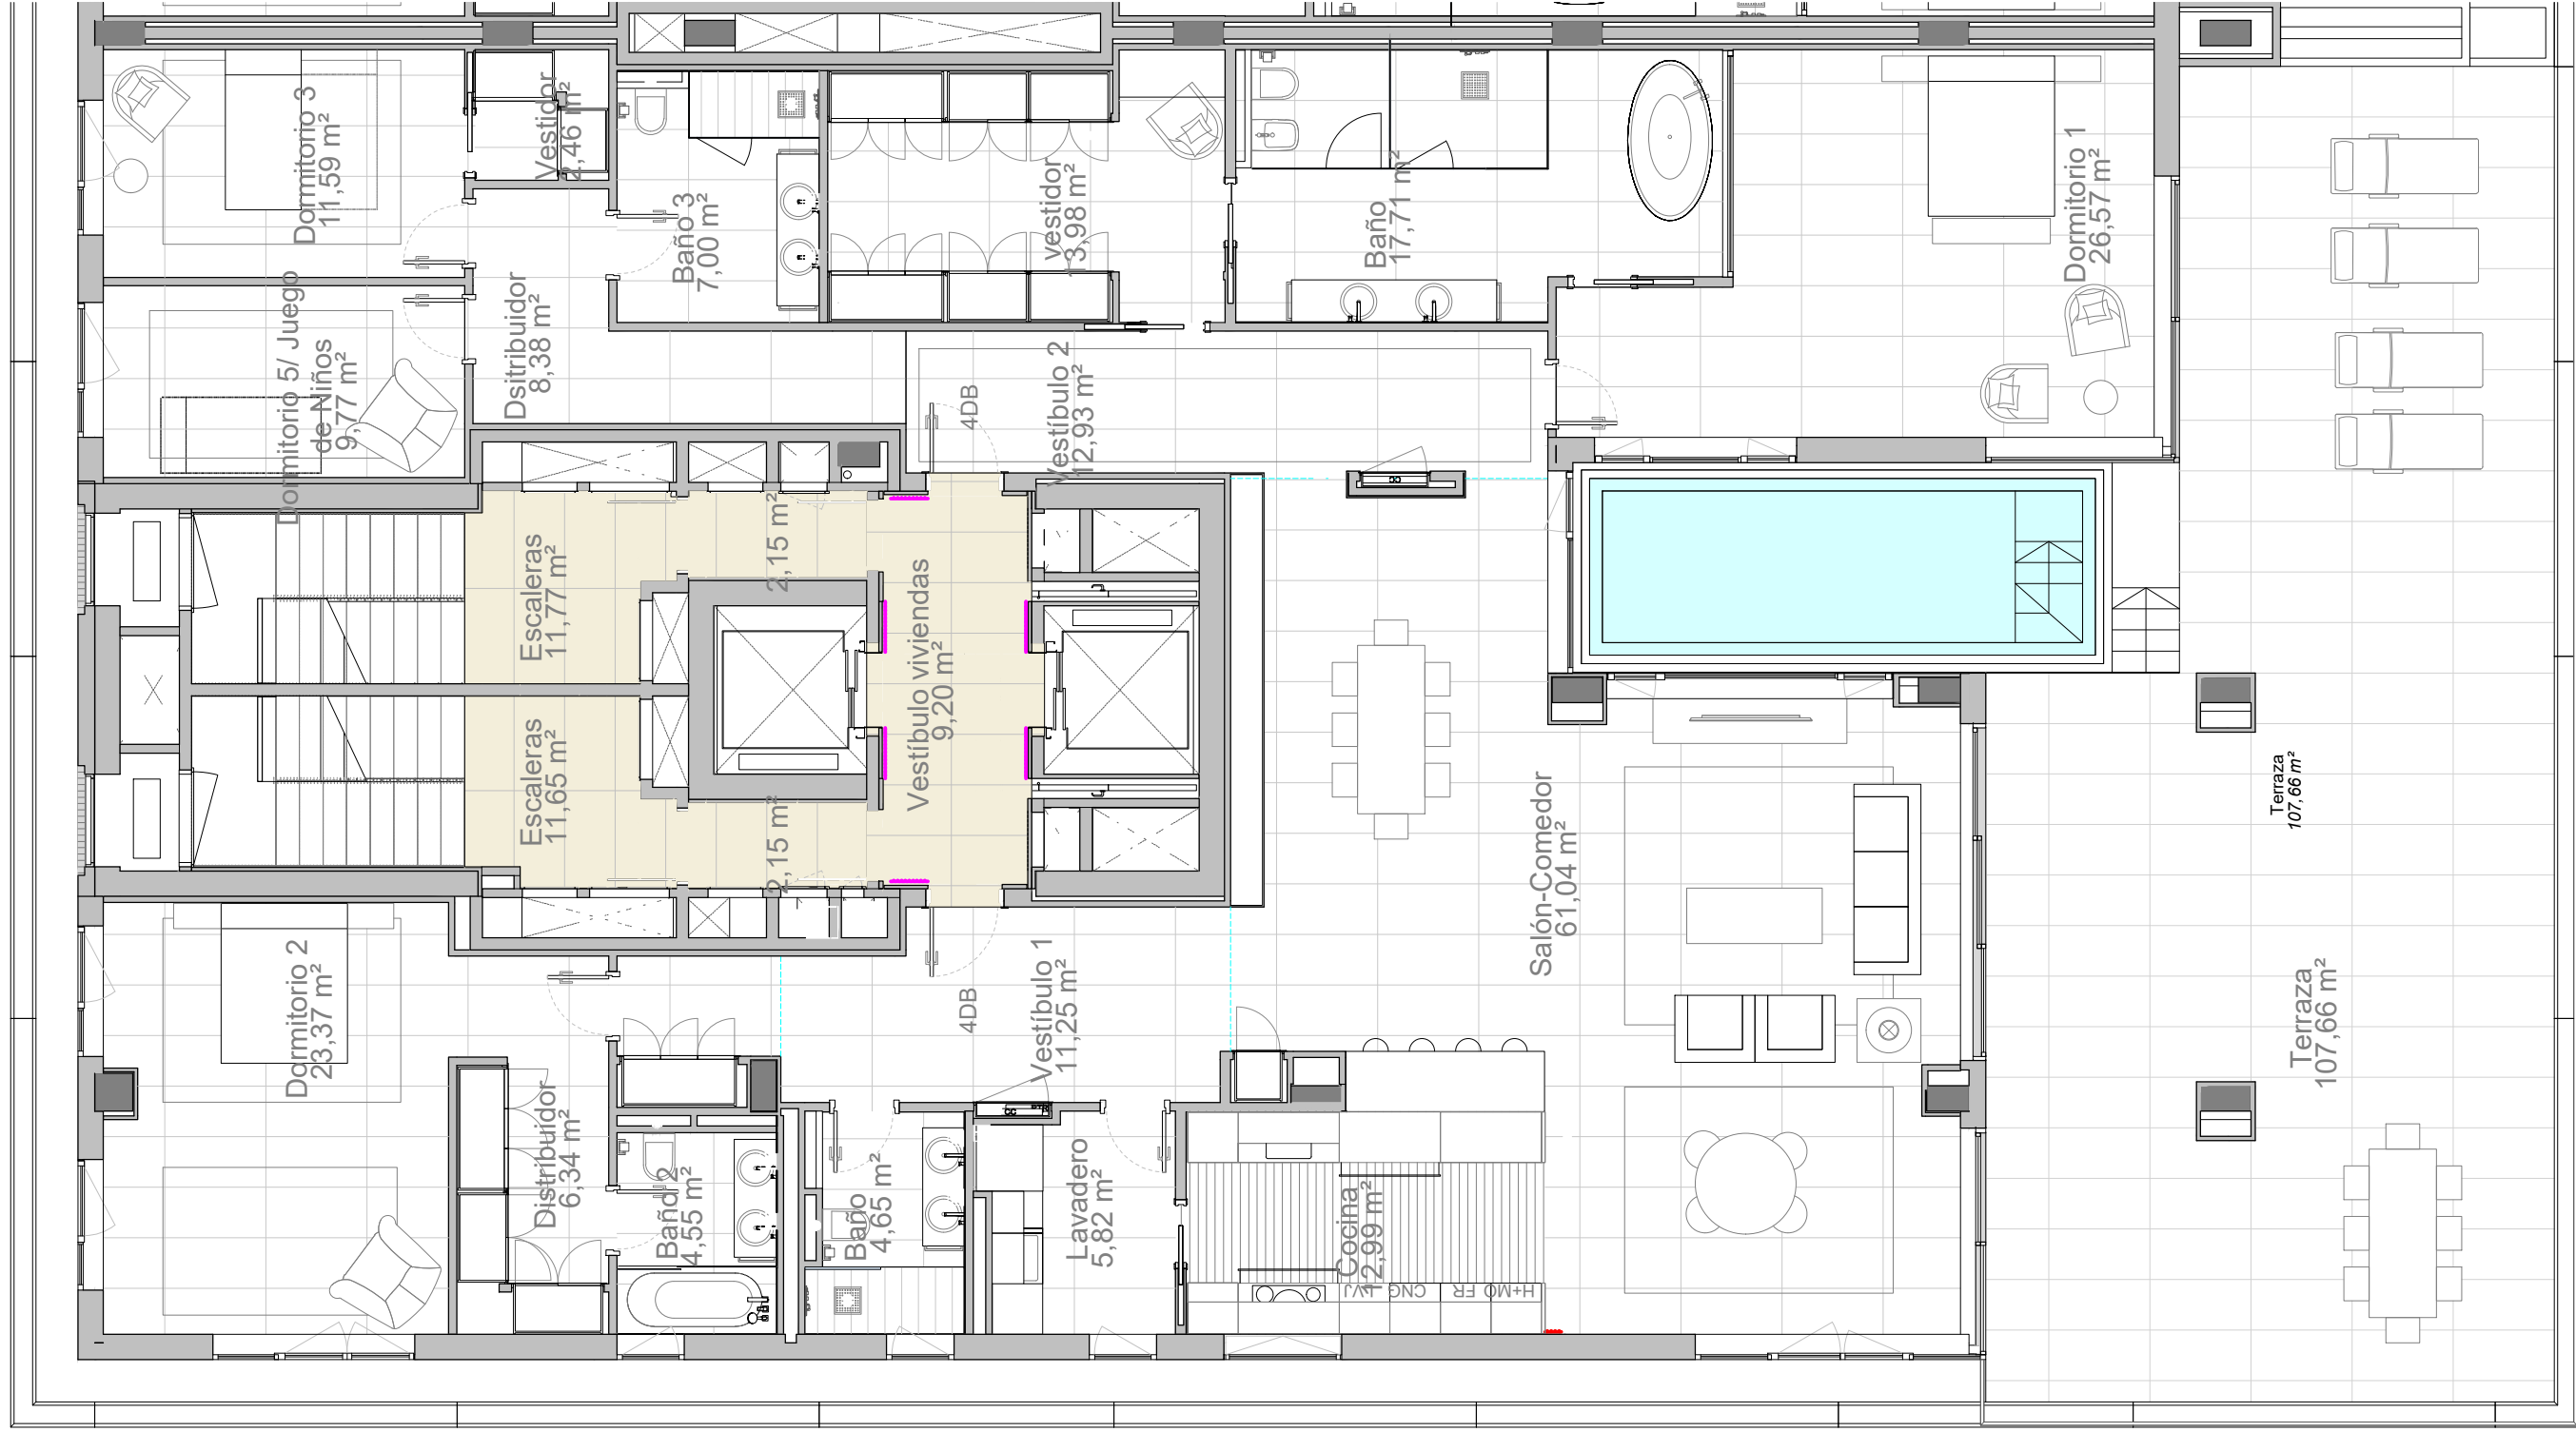 Dormitorio 3
11,59 m²
Vestidor
2,46 m²
Baño 3
7,00 m²
vestidor
13,98 m²
Baño
17,71 m²
Dormitorio 1
26,57 m²
Dormitorio 5/ Juego
de Niños
9,77 m²
Dsitribuidor
8,38 m²
4DB
Vestíbulo 2
12,93 m²
Escaleras
11,77 m²
2,15 m²
Vestíbulo viviendas
9,20 m²
Escaleras
11,65 m²
2,15 m²
Salón-Comedor
61,04 m²
Terraza
107,66 m²
Dormitorio 2
23,37 m²
4DB
Vestíbulo 1
11,25 m²
Terraza
107,66 m²
Distribuidor
6,34 m²
Baño 2
4,55 m²
Baño
4,65 m²
Lavadero
5,82 m²
Cocina
12,99 m²
H+MO
FR
CNG
LVJ